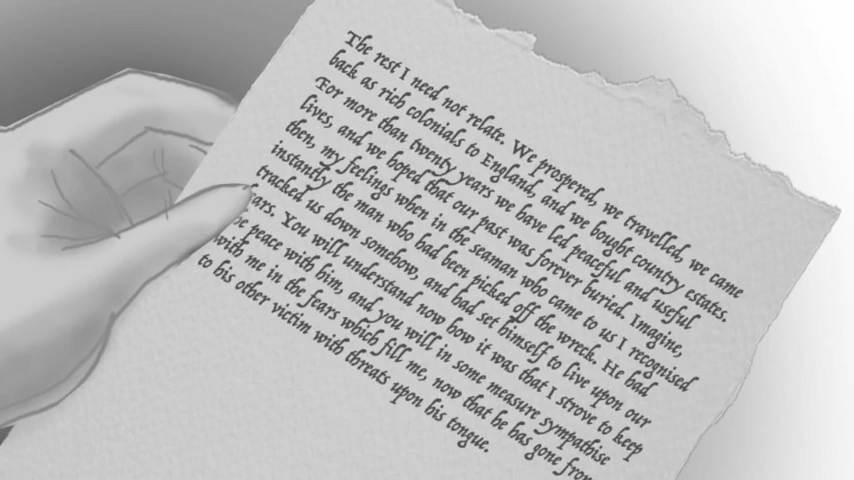 The rest I need not relate. We prospered, we travelled, we came
back as rich colonials to England, and we bought country estates.
For more than twenty years we have led peaceful and useful
lives, and we hoped that our past was forever buried. Imagine,
then, my feelings when in the seaman who came to us I recognised
instantly the man who had been picked off the wreck. He had
tracked us down somehow, and had set himself to live upon our
fears. You will understand now how it was that I strove to keep
the peace with him, and you will in some measure sympathise
with me in the fears which fill me, now that he has gone from
to his other victim with threats upon his tongue.